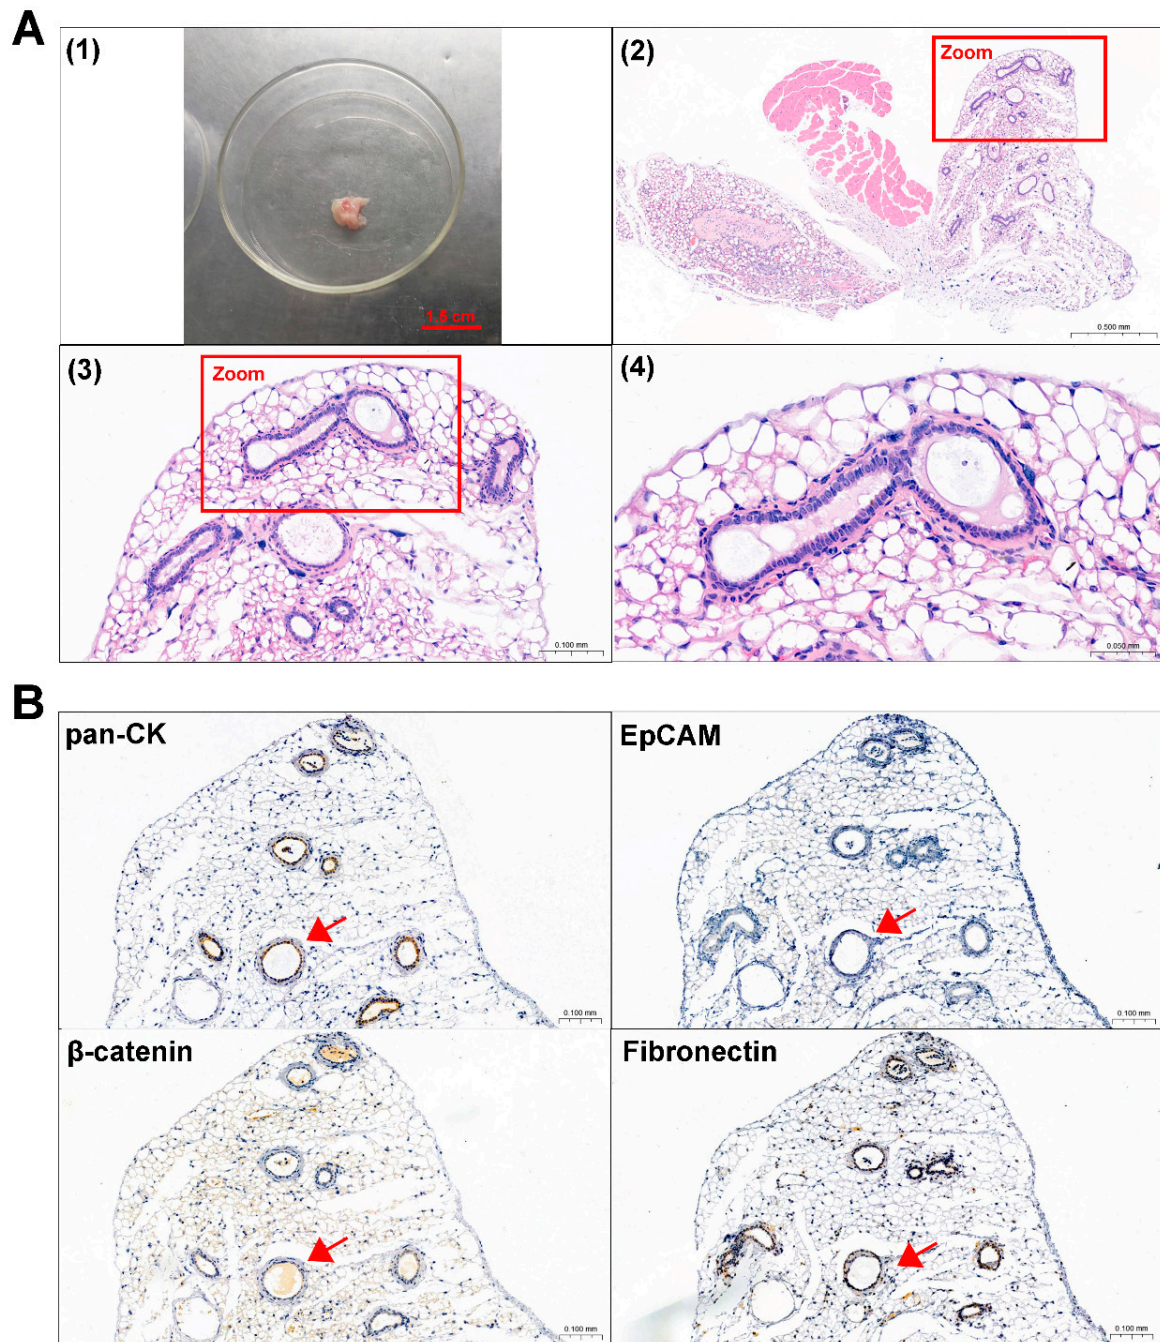 A
(1)
1.5 cm
(2)
Zoom
0.500 mm
(3)
Zoom
0.100 mm
(4)
0.050 mm
B
pan-CK
0.100 mm
EpCAM
0.100 mm
β-catenin
0.100 mm
Fibronectin
0.100 mm